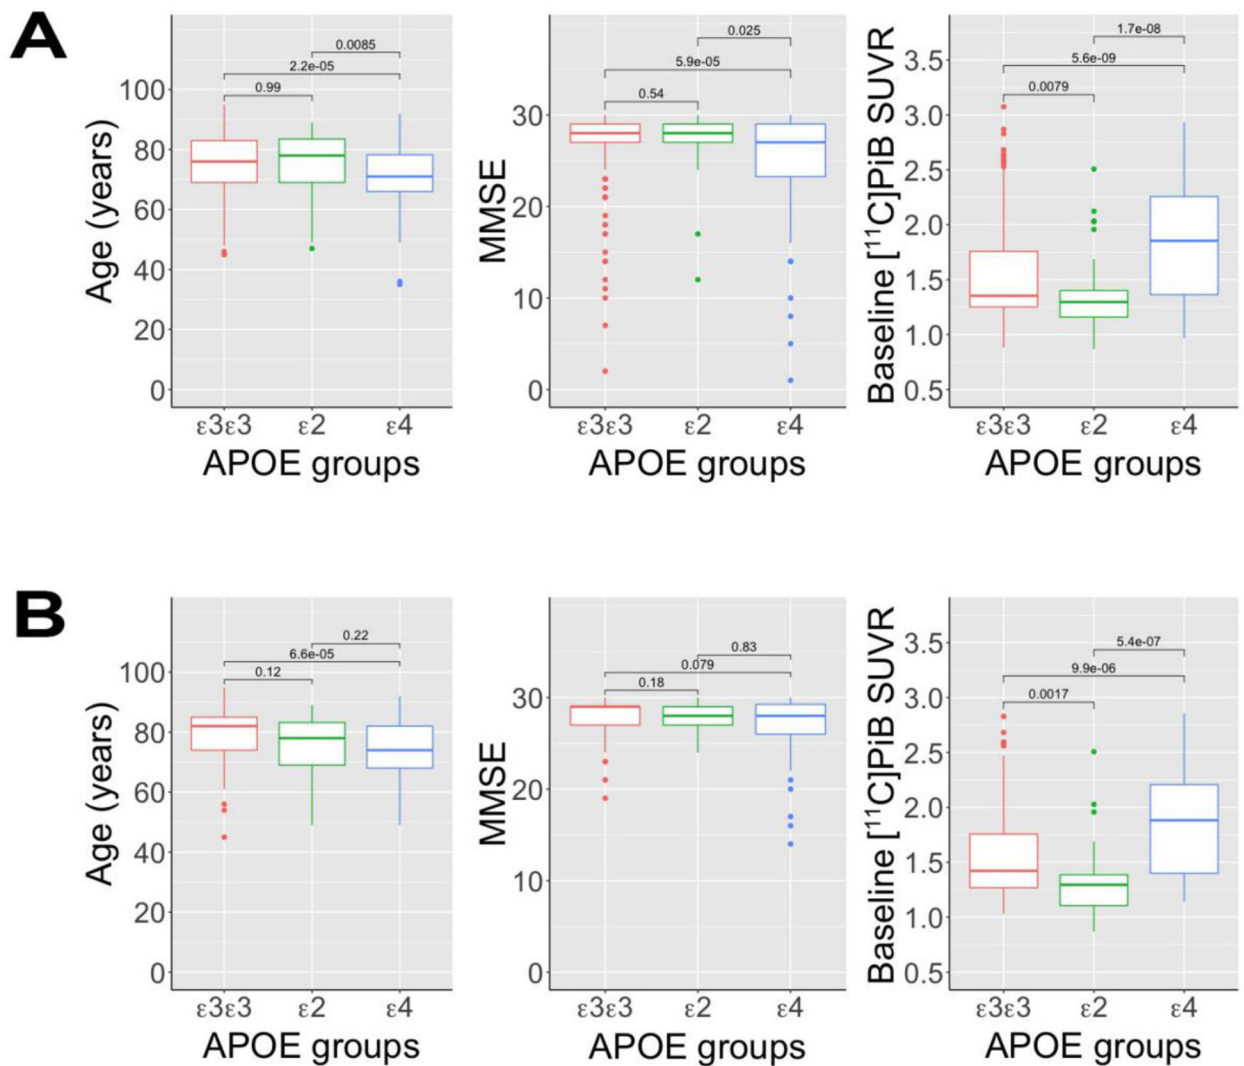 A
Age (years)
100
80
60
40
20
0
0.0085
2.2e-05
0.99
ε3ε3 ε2 ε4
APOE groups
MMSE
30
20
10
0
0.025
5.9e-05
0.54
ε3ε3 ε2 ε4
APOE groups
Baseline [¹¹C]PiB SUVR
3.5
3.0
2.5
2.0
1.5
1.0
0.5
1.7e-08
5.6e-09
0.0079
ε3ε3 ε2 ε4
APOE groups
B
Age (years)
100
80
60
40
20
0
0.22
6.6e-05
0.12
ε3ε3 ε2 ε4
APOE groups
MMSE
30
20
10
0
0.83
0.079
0.18
ε3ε3 ε2 ε4
APOE groups
Baseline [¹¹C]PiB SUVR
3.5
3.0
2.5
2.0
1.5
1.0
0.5
5.4e-07
9.9e-06
0.0017
ε3ε3 ε2 ε4
APOE groups